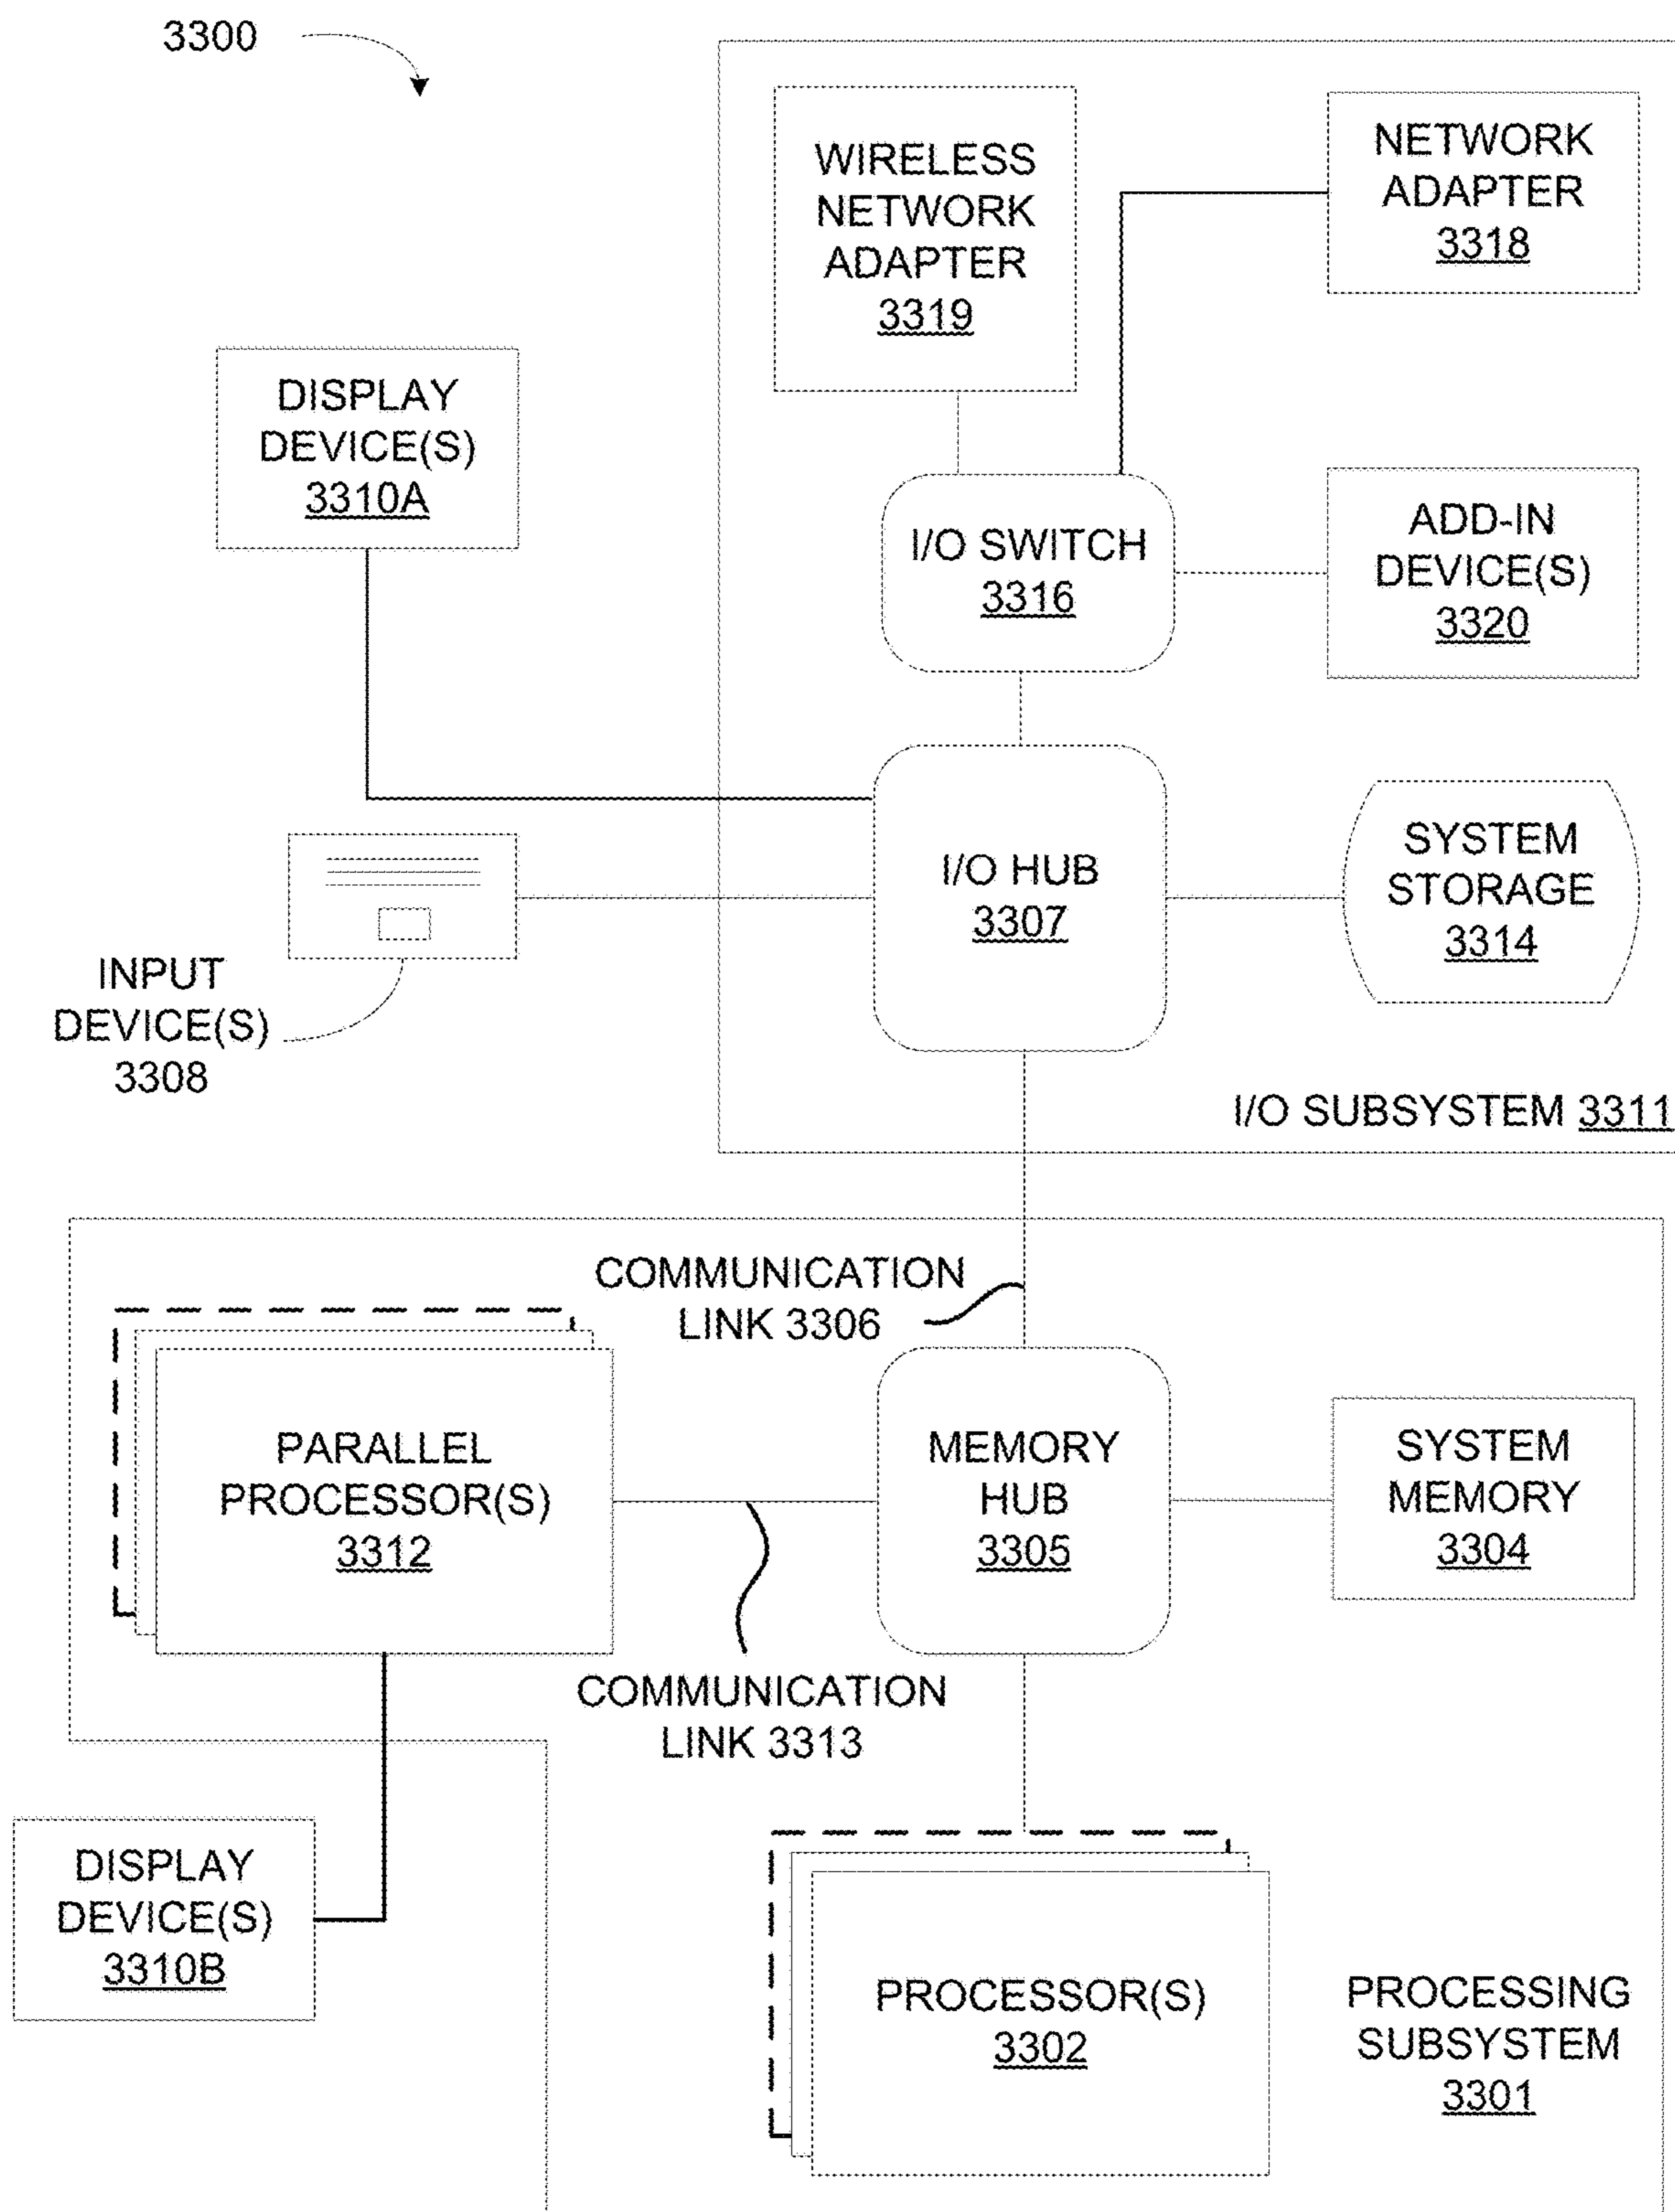 3300
WIRELESS
NETWORK
ADAPTER
3319
NETWORK
ADAPTER
3318
DISPLAY
DEVICE(S)
3310A
I/O SWITCH
3316
ADD-IN
DEVICE(S)
3320
I/O HUB
3307
SYSTEM
STORAGE
3314
INPUT
DEVICE(S)
3308
I/O SUBSYSTEM 3311
COMMUNICATION
LINK 3306
PARALLEL
PROCESSOR(S)
3312
MEMORY
HUB
3305
SYSTEM
MEMORY
3304
COMMUNICATION
LINK 3313
DISPLAY
DEVICE(S)
3310B
PROCESSOR(S)
3302
PROCESSING
SUBSYSTEM
3301